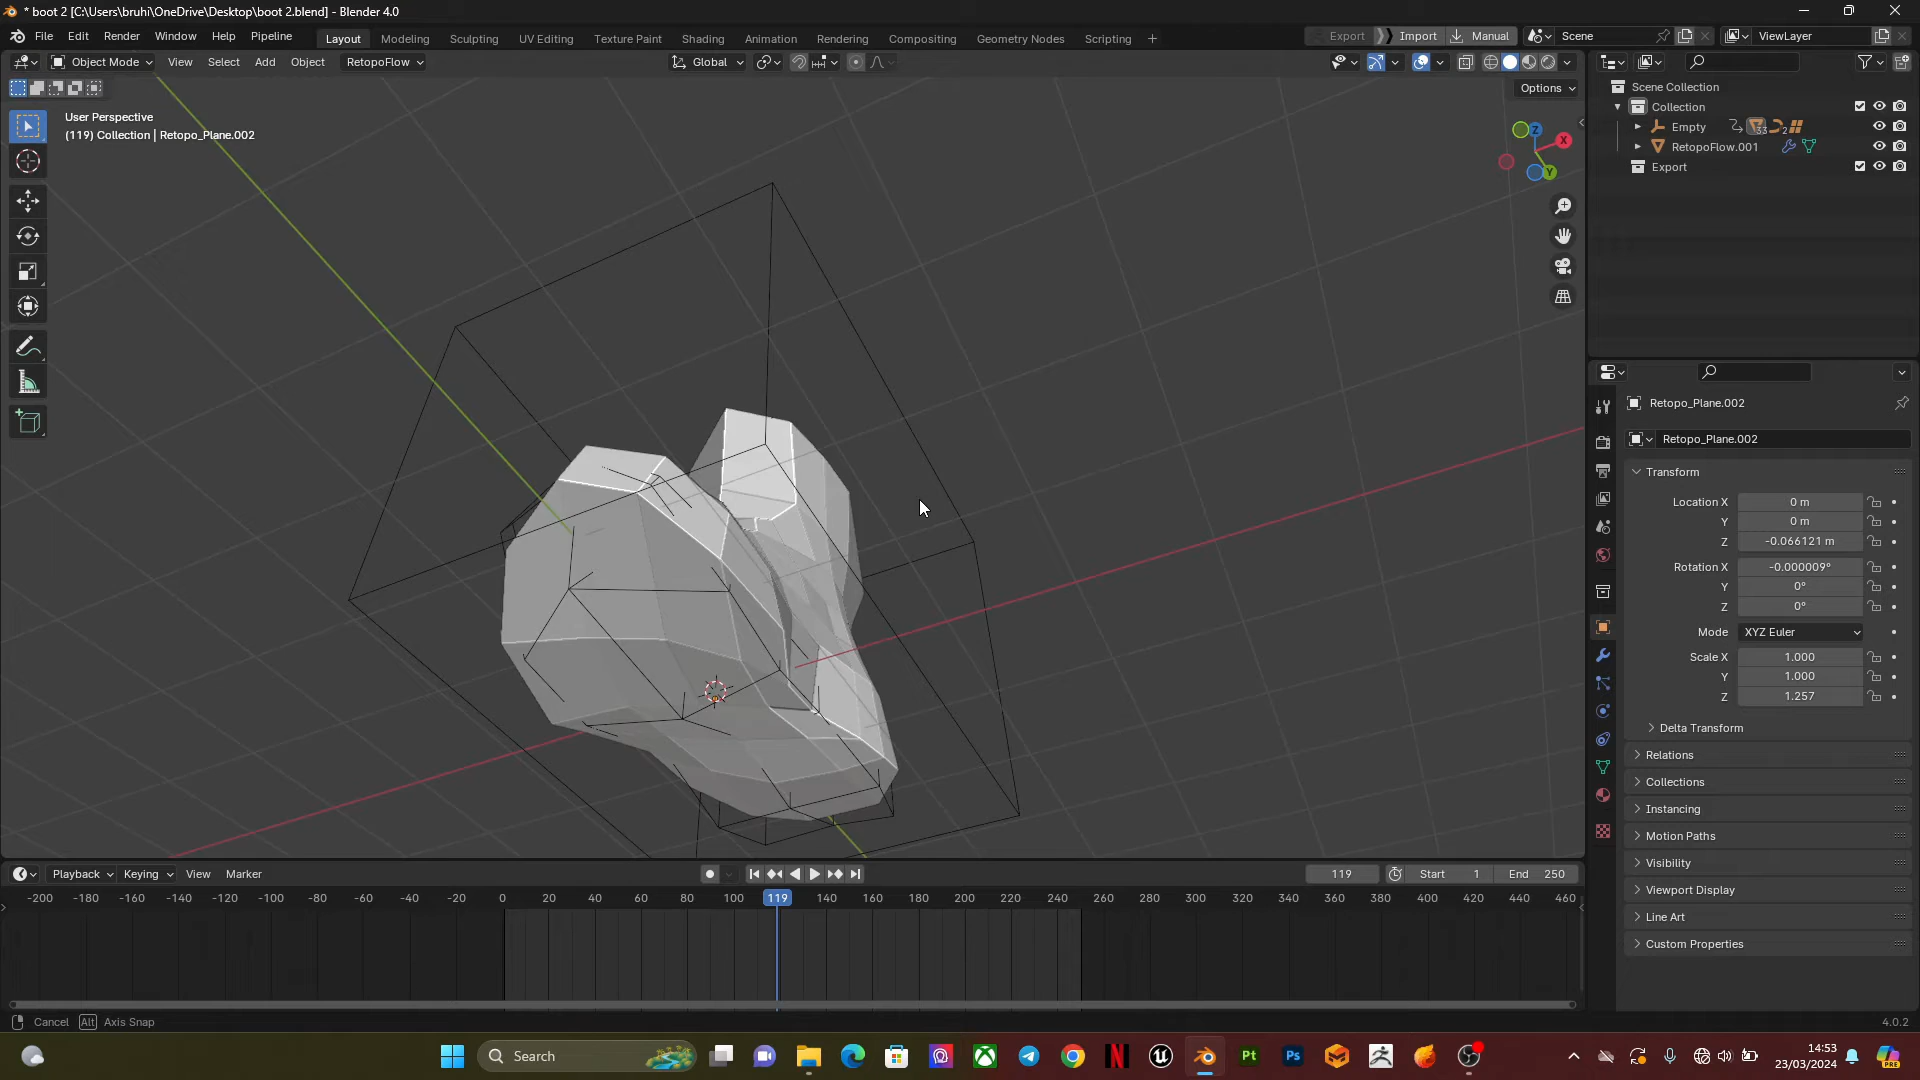 * boot 2 [C:\Users\bruhi\OneDrive\Desktop\boot 2.blend] - Blender 4.0
File Edit Render Window Help Pipeline
Layout Modeling Sculpting UV Editing Texture Paint Shading Animation Rendering Compositing Geometry Nodes Scripting +
Export Import Manual Scene ViewLayer
Object Mode View Select Add Object RetopoFlow Global
Options
User Perspective
(119) Collection | Retopo_Plane.002
Z
X
Y
Scene Collection
Collection
Empty 33 2
RetopoFlow.001
Export
Retopo_Plane.002
Retopo_Plane.002
Transform
Location X 0 m
Y 0 m
Z -0.066121 m
Rotation X -0.000009°
Y 0°
Z 0°
Mode XYZ Euler
Scale X 1.000
Y 1.000
Z 1.257
Delta Transform
Relations
Collections
Instancing
Motion Paths
Visibility
Viewport Display
Line Art
Custom Properties
Playback Keying View Marker 119 Start 1 End 250
-200 -180 -160 -140 -120 -100 -80 -60 -40 -20 0 20 40 60 80 100 119 140 160 180 200 220 240 260 280 300 320 340 360 380 400 420 440 460
Cancel Alt Axis Snap 4.0.2
Search Pt Ps PRE
14:53
23/03/2024